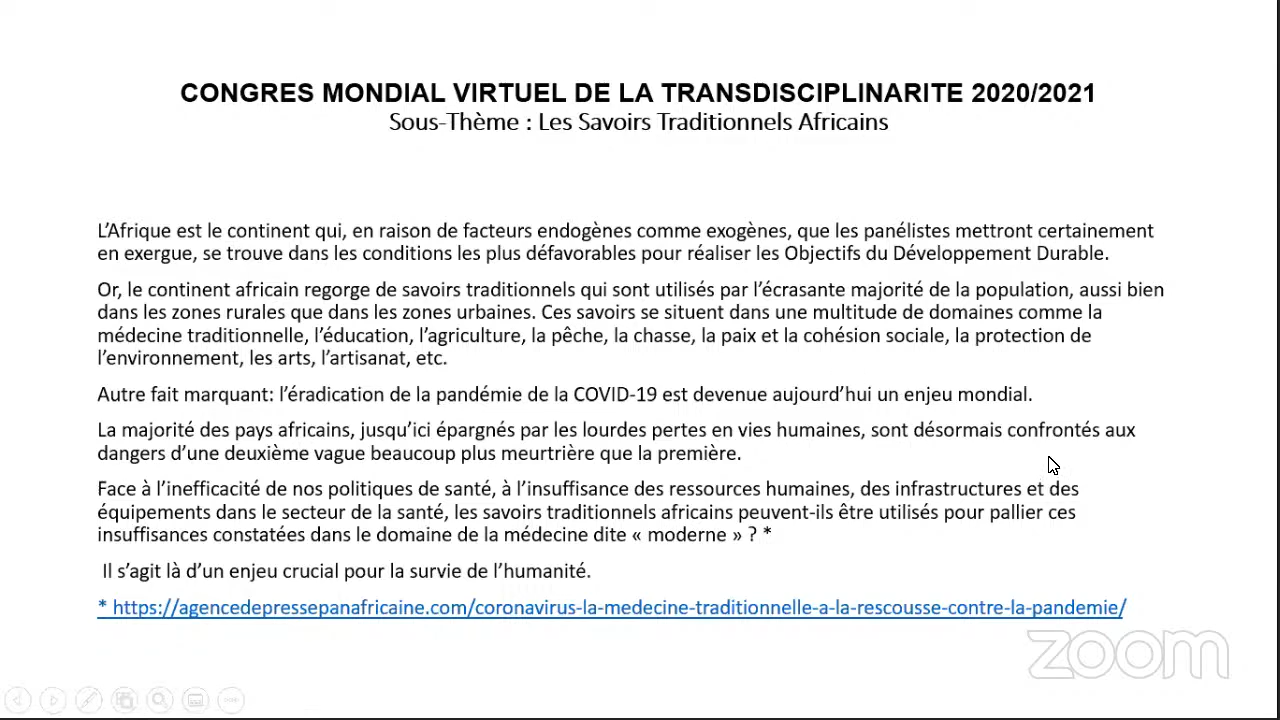 CONGRES MONDIAL VIRTUEL DE LA TRANSDISCIPLINARITE 2020/2021
Sous-Thème : Les Savoirs Traditionnels Africains
L’Afrique est le continent qui, en raison de facteurs endogènes comme exogènes, que les panélistes mettront certainement
en exergue, se trouve dans les conditions les plus défavorables pour réaliser les Objectifs du Développement Durable.
Or, le continent africain regorge de savoirs traditionnels qui sont utilisés par l’écrasante majorité de la population, aussi bien
dans les zones rurales que dans les zones urbaines. Ces savoirs se situent dans une multitude de domaines comme la
médecine traditionnelle, l’éducation, l’agriculture, la pêche, la chasse, la paix et la cohésion sociale, la protection de
l’environnement, les arts, l’artisanat, etc.
Autre fait marquant: l’éradication de la pandémie de la COVID-19 est devenue aujourd’hui un enjeu mondial.
La majorité des pays africains, jusqu’ici épargnés par les lourdes pertes en vies humaines, sont désormais confrontés aux
dangers d’une deuxième vague beaucoup plus meurtrière que la première.
Face à l’inefficacité de nos politiques de santé, à l’insuffisance des ressources humaines, des infrastructures et des
équipements dans le secteur de la santé, les savoirs traditionnels africains peuvent-ils être utilisés pour pallier ces
insuffisances constatées dans le domaine de la médecine dite « moderne » ? *
Il s’agit là d’un enjeu crucial pour la survie de l’humanité.
* https://agencedepressepanafricaine.com/coronavirus-la-medecine-traditionnelle-a-la-rescousse-contre-la-pandemie/
zoom